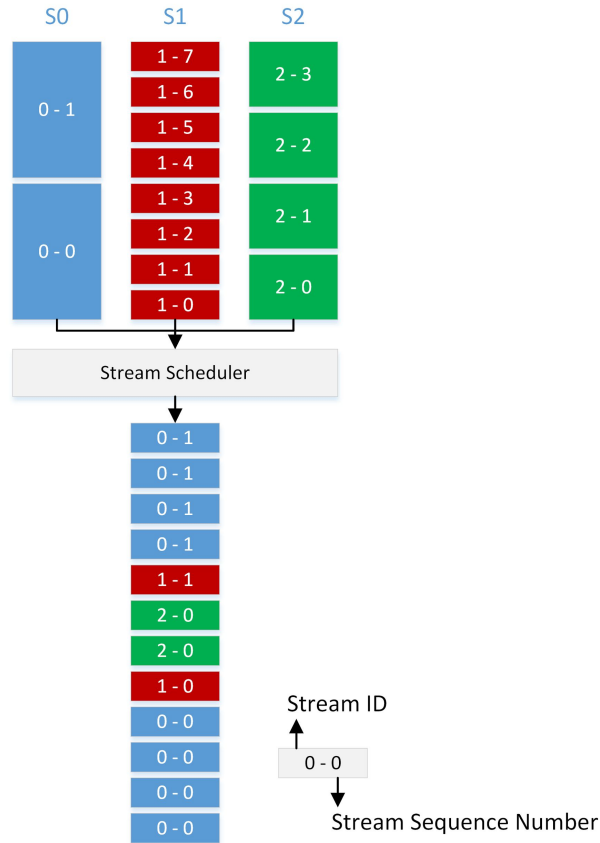 S0 S1 S2
0 - 1
0 - 0
1 - 7
1 - 6
1 - 5
1 - 4
1 - 3
1 - 2
1 - 1
1 - 0
2 - 3
2 - 2
2 - 1
2 - 0
Stream Scheduler
0 - 1
0 - 1
0 - 1
0 - 1
1 - 1
2 - 0
2 - 0
1 - 0
0 - 0
0 - 0
0 - 0
0 - 0
Stream ID
0 - 0
Stream Sequence Number